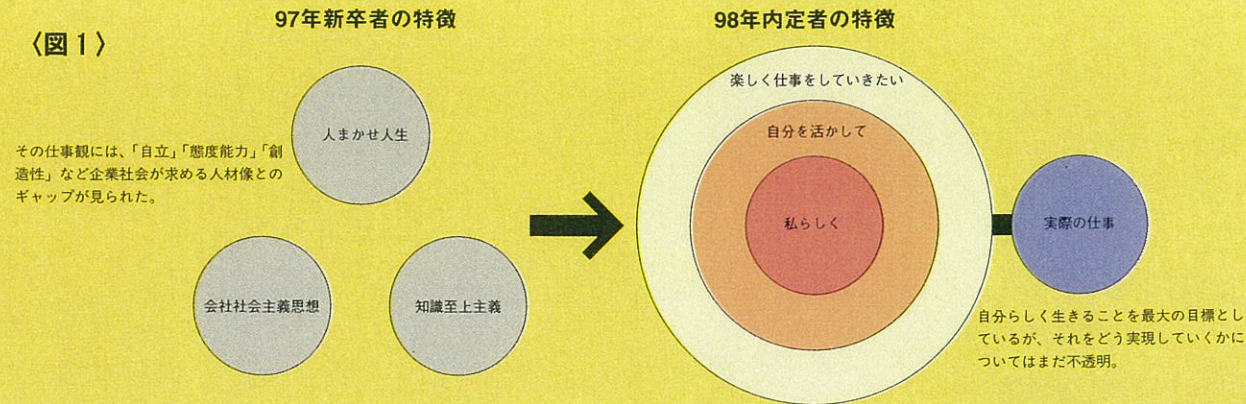 〈図1〉
97年新卒者の特徴
その仕事観には、「自立」「態度能力」「創
造性」など企業社会が求める人材像との
ギャップが見られた。
人まかせ人生
会社社会主義思想
知識至上主義
98年内定者の特徴
楽しく仕事をしていきたい
自分を活かして
私らしく
実際の仕事
自分らしく生きることを最大の目標とし
ているが、それをどう実現していくかに
ついてはまだ不透明。